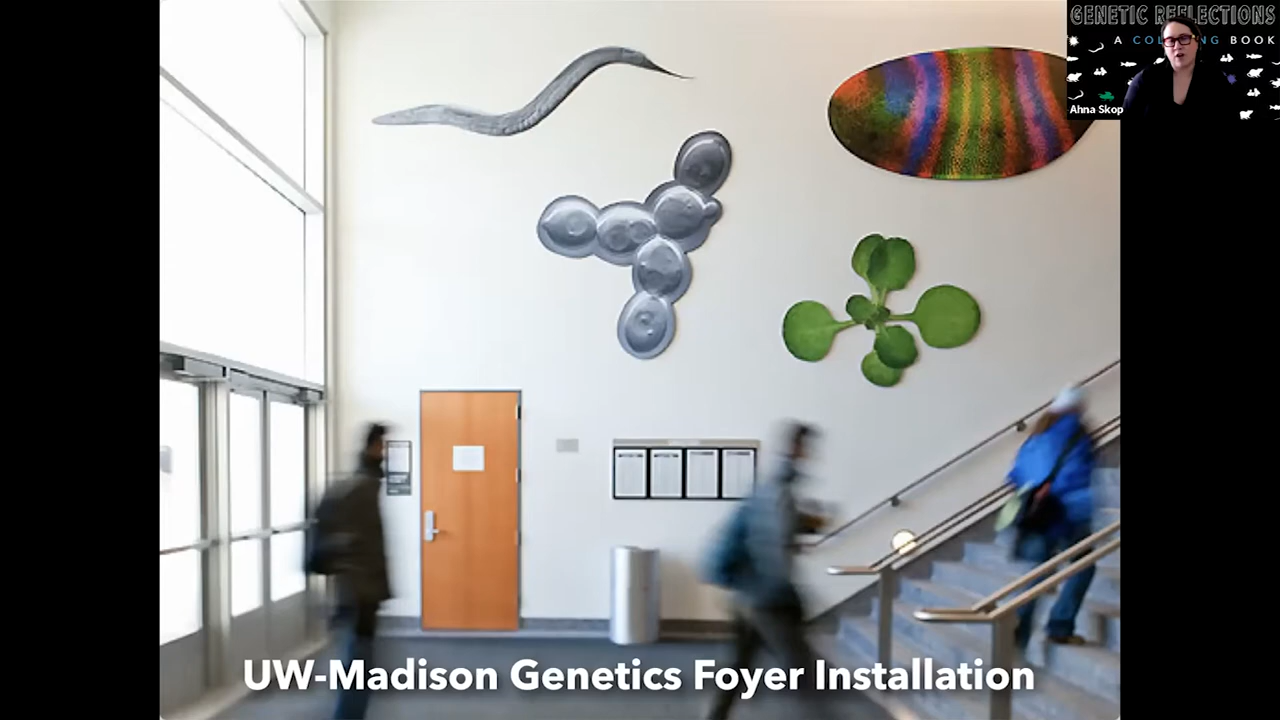 GENETIC REFLECTIONS
A COLORING BOOK
Ahna Skop
UW-Madison Genetics Foyer Installation